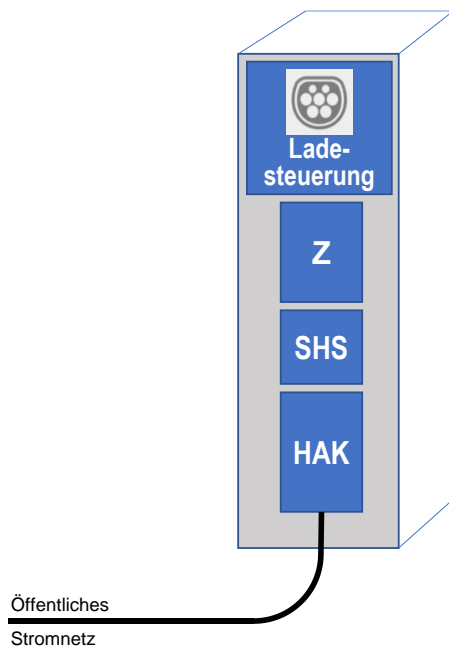 Lade-
steuerung
Z
SHS
HAK
Öffentliches
Stromnetz